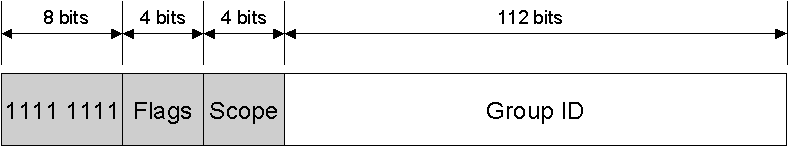 8 bits 4 bits 4 bits 112 bits
1111 1111 Flags Scope Group ID